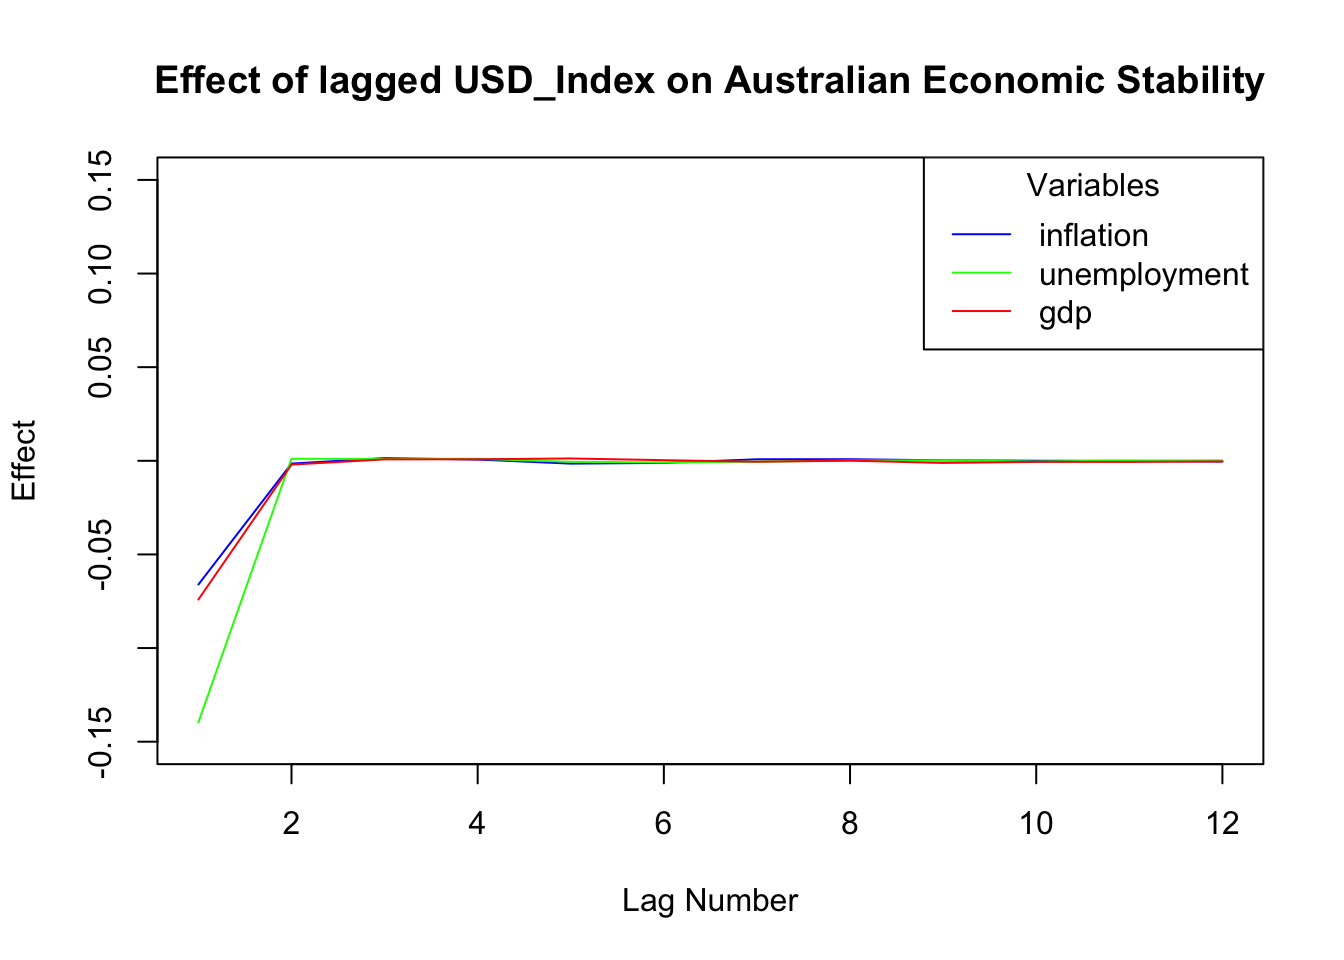 Effect of lagged USD_Index on Australian Economic Stability
Variables
inflation
unemployment
gdp
0.15
0.10
0.05
-0.05
-0.15
Effect
2 4 6 8 10 12
Lag Number